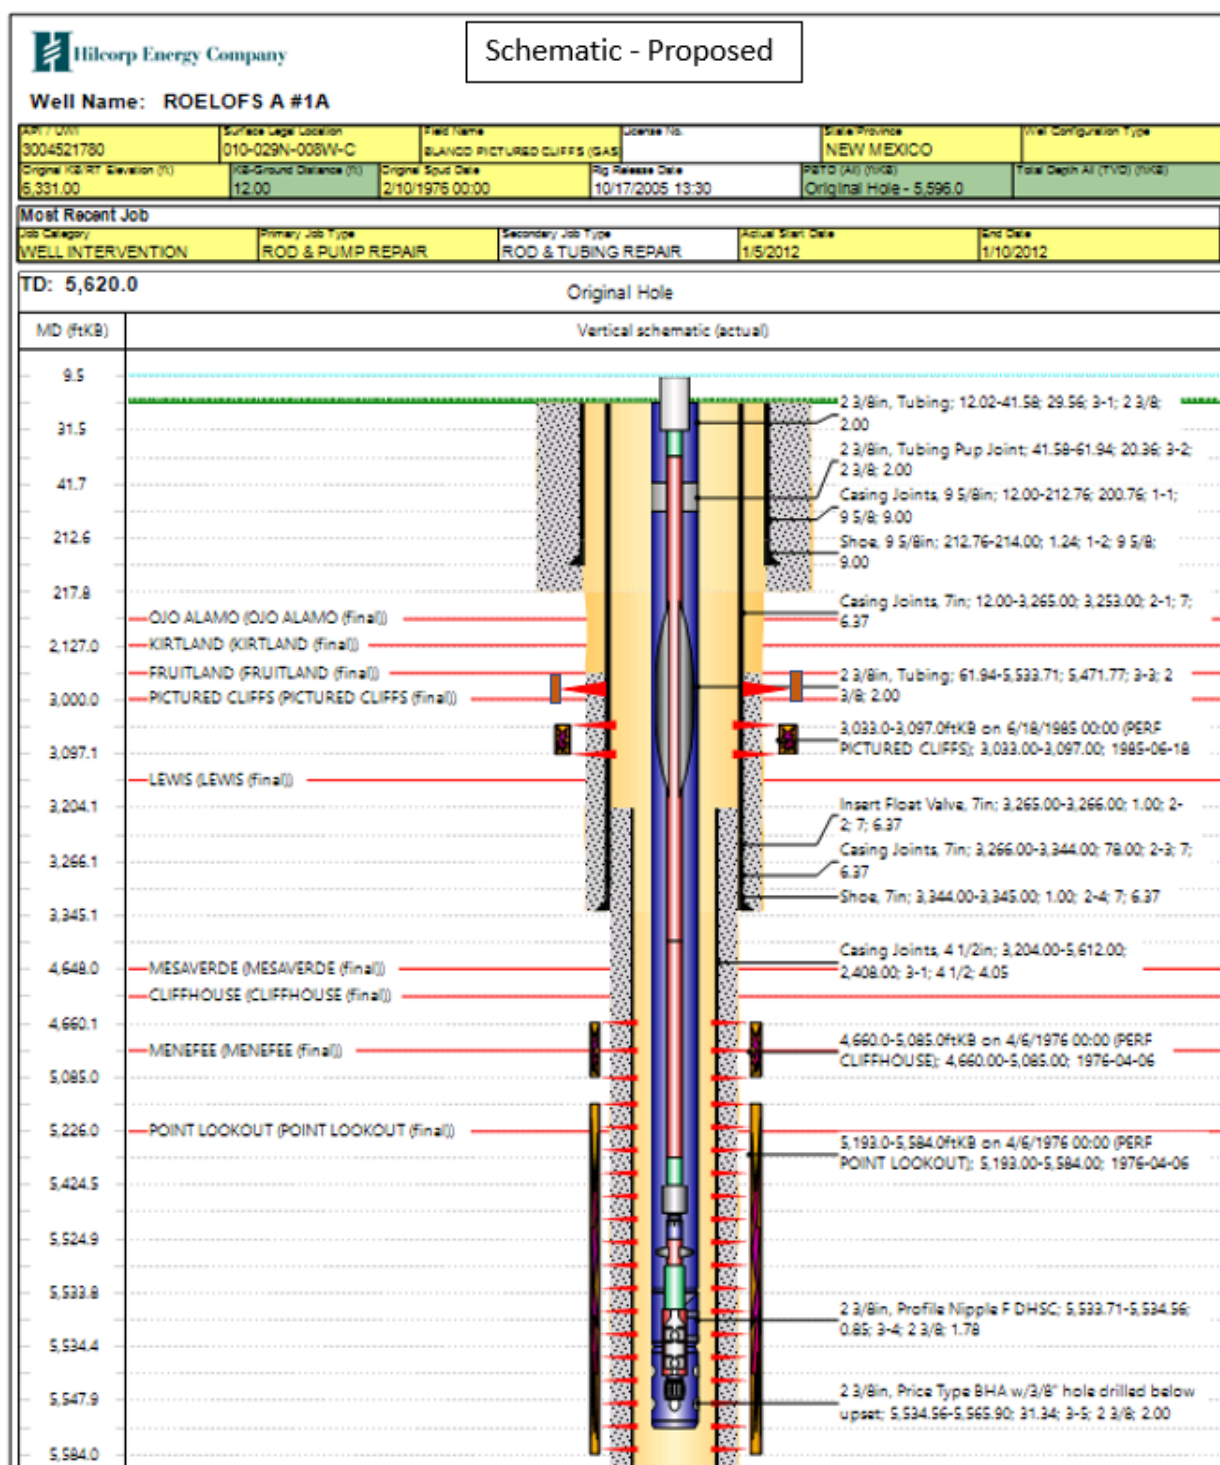 Hilcorp Energy Company
Schematic - Proposed
Well Name: ROELOFS A #1A
API / UWI
3004521780
Surface Legal Location
010-029N-008W-C
Field Name
BLANCO PICTURED CLIFFS (GAS)
License No.
State/Province
NEW MEXICO
Well Configuration Type
Original KB/RT Elevation (ft)
6,331.00
KB-Ground Distance (ft)
12.00
Original Spud Date
2/10/1976 00:00
Rig Release Date
10/17/2005 13:30
PBTD (All) (ftKB)
Original Hole - 5,596.0
Total Depth All (TVD) (ftKB)
Most Recent Job
Job Category
WELL INTERVENTION
Primary Job Type
ROD & PUMP REPAIR
Secondary Job Type
ROD & TUBING REPAIR
Actual Start Date
1/5/2012
End Date
1/10/2012
TD: 5,620.0
Original Hole
MD (ftKB)
Vertical schematic (actual)
9.5
2 3/8in, Tubing; 12.02-41.58; 29.56; 3-1; 2 3/8;
2.00
31.5
2 3/8in, Tubing Pup Joint; 41.58-61.94; 20.36; 3-2;
2 3/8; 2.00
41.7
Casing Joints, 9 5/8in; 12.00-212.76; 200.76; 1-1;
9 5/8; 9.00
212.6
Shoe, 9 5/8in; 212.76-214.00; 1.24; 1-2; 9 5/8;
9.00
217.8
Casing Joints, 7in; 12.00-3,265.00; 3,253.00; 2-1; 7;
6.37
OJO ALAMO (OJO ALAMO (final))
2,127.0
KIRTLAND (KIRTLAND (final))
FRUITLAND (FRUITLAND (final))
2 3/8in, Tubing; 61.94-5,533.71; 5,471.77; 3-3; 2
3/8; 2.00
3,000.0
PICTURED CLIFFS (PICTURED CLIFFS (final))
3,033.0-3,097.0ftKB on 6/18/1985 00:00 (PERF
PICTURED CLIFFS); 3,033.00-3,097.00; 1985-06-18
3,097.1
LEWIS (LEWIS (final))
3,204.1
Insert Float Valve, 7in; 3,265.00-3,266.00; 1.00; 2-
2; 7; 6.37
3,266.1
Casing Joints, 7in; 3,266.00-3,344.00; 78.00; 2-3; 7;
6.37
Shoe, 7in; 3,344.00-3,345.00; 1.00; 2-4; 7; 6.37
3,345.1
Casing Joints, 4 1/2in; 3,204.00-5,612.00;
2,408.00; 3-1; 4 1/2; 4.05
4,648.0
MESAVERDE (MESAVERDE (final))
CLIFFHOUSE (CLIFFHOUSE (final))
4,660.1
4,660.0-5,085.0ftKB on 4/6/1976 00:00 (PERF
CLIFFHOUSE); 4,660.00-5,085.00; 1976-04-06
MENEFEE (MENEFEE (final))
5,085.0
5,226.0
POINT LOOKOUT (POINT LOOKOUT (final))
5,193.0-5,584.0ftKB on 4/6/1976 00:00 (PERF
POINT LOOKOUT); 5,193.00-5,584.00; 1976-04-06
5,424.5
5,524.9
5,533.8
2 3/8in, Profile Nipple F DHSC; 5,533.71-5,534.56;
0.85; 3-4; 2 3/8; 1.78
5,534.4
5,547.9
2 3/8in, Price Type BHA w/3/8" hole drilled below
upset; 5,534.56-5,565.90; 31.34; 3-5; 2 3/8; 2.00
5,584.0